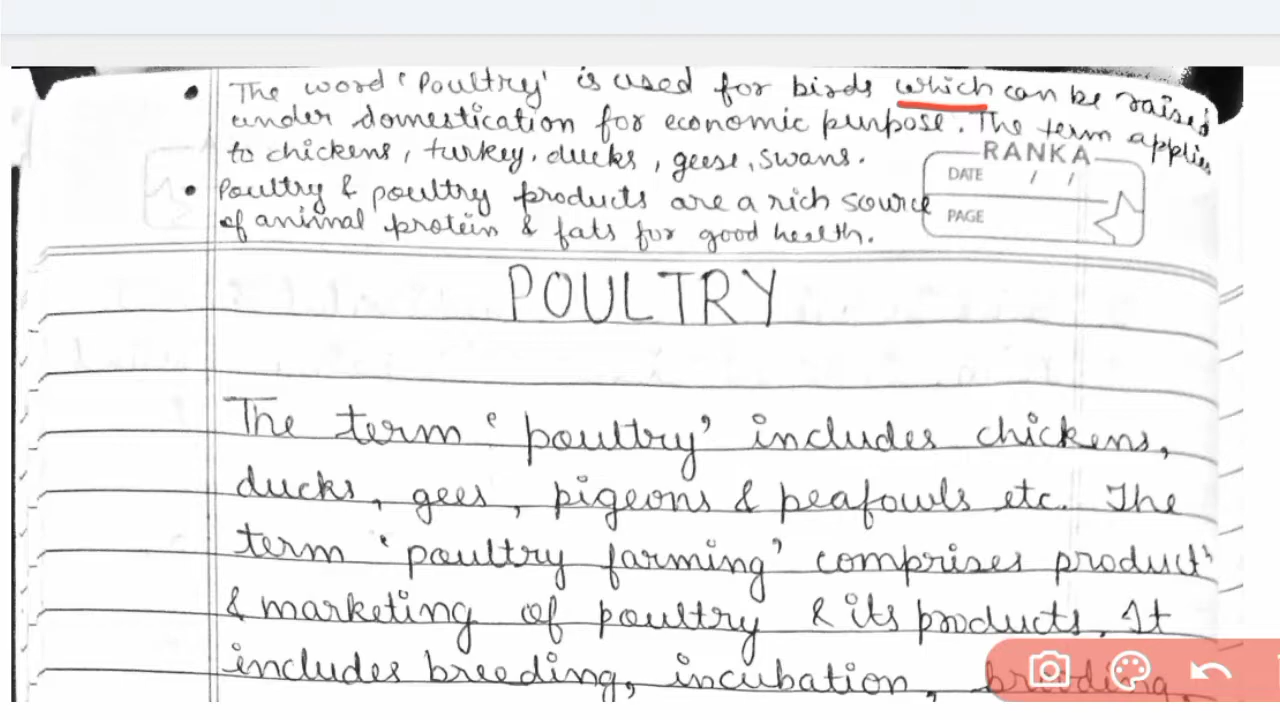 • The word 'Poultry' is used for birds which can be raised
under domestication for economic purpose. The term applies
to chickens, turkey, ducks, geese, swans.
RANKA
DATE / /
PAGE
• Poultry & poultry products are a rich source
of animal protein & fats for good health.
POULTRY
The term 'poultry' includes chickens,
ducks, gees, pigeons & peafowls etc. The
term 'poultry farming' comprises product
& marketing of poultry & its products. It
includes breeding, incubation, brooding,